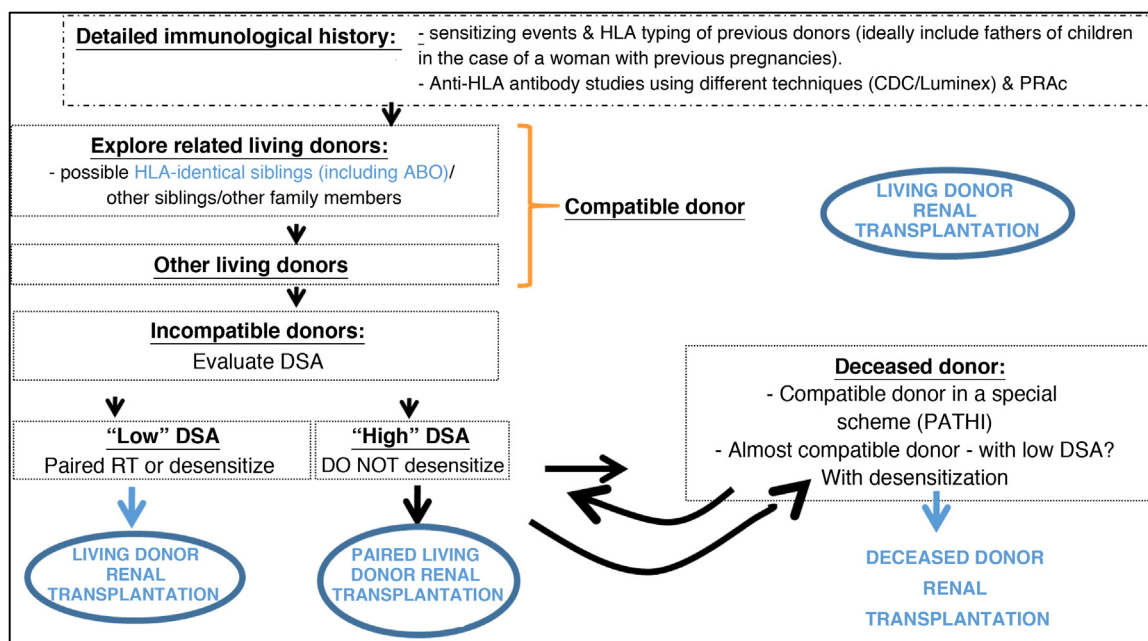 Detailed immunological history: - sensitizing events & HLA typing of previous donors (ideally include fathers of children
in the case of a woman with previous pregnancies).
- Anti-HLA antibody studies using different techniques (CDC/Luminex) & PRAc
Explore related living donors:
- possible HLA-identical siblings (including ABO)/
other siblings/other family members
Compatible donor
LIVING DONOR
RENAL
TRANSPLANTATION
Other living donors
Incompatible donors:
Evaluate DSA
"Low" DSA
Paired RT or desensitize
"High" DSA
DO NOT desensitize
Deceased donor:
- Compatible donor in a special
scheme (PATHI)
- Almost compatible donor - with low DSA?
With desensitization
LIVING DONOR
RENAL
TRANSPLANTATION
PAIRED LIVING
DONOR RENAL
TRANSPLANTATION
DECEASED DONOR
RENAL
TRANSPLANTATION